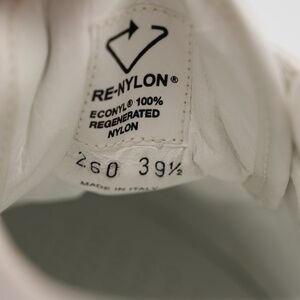 RE-NYLON®
ECONYL® 100%
REGENERATED
NYLON
260 39½
MADE IN ITALY